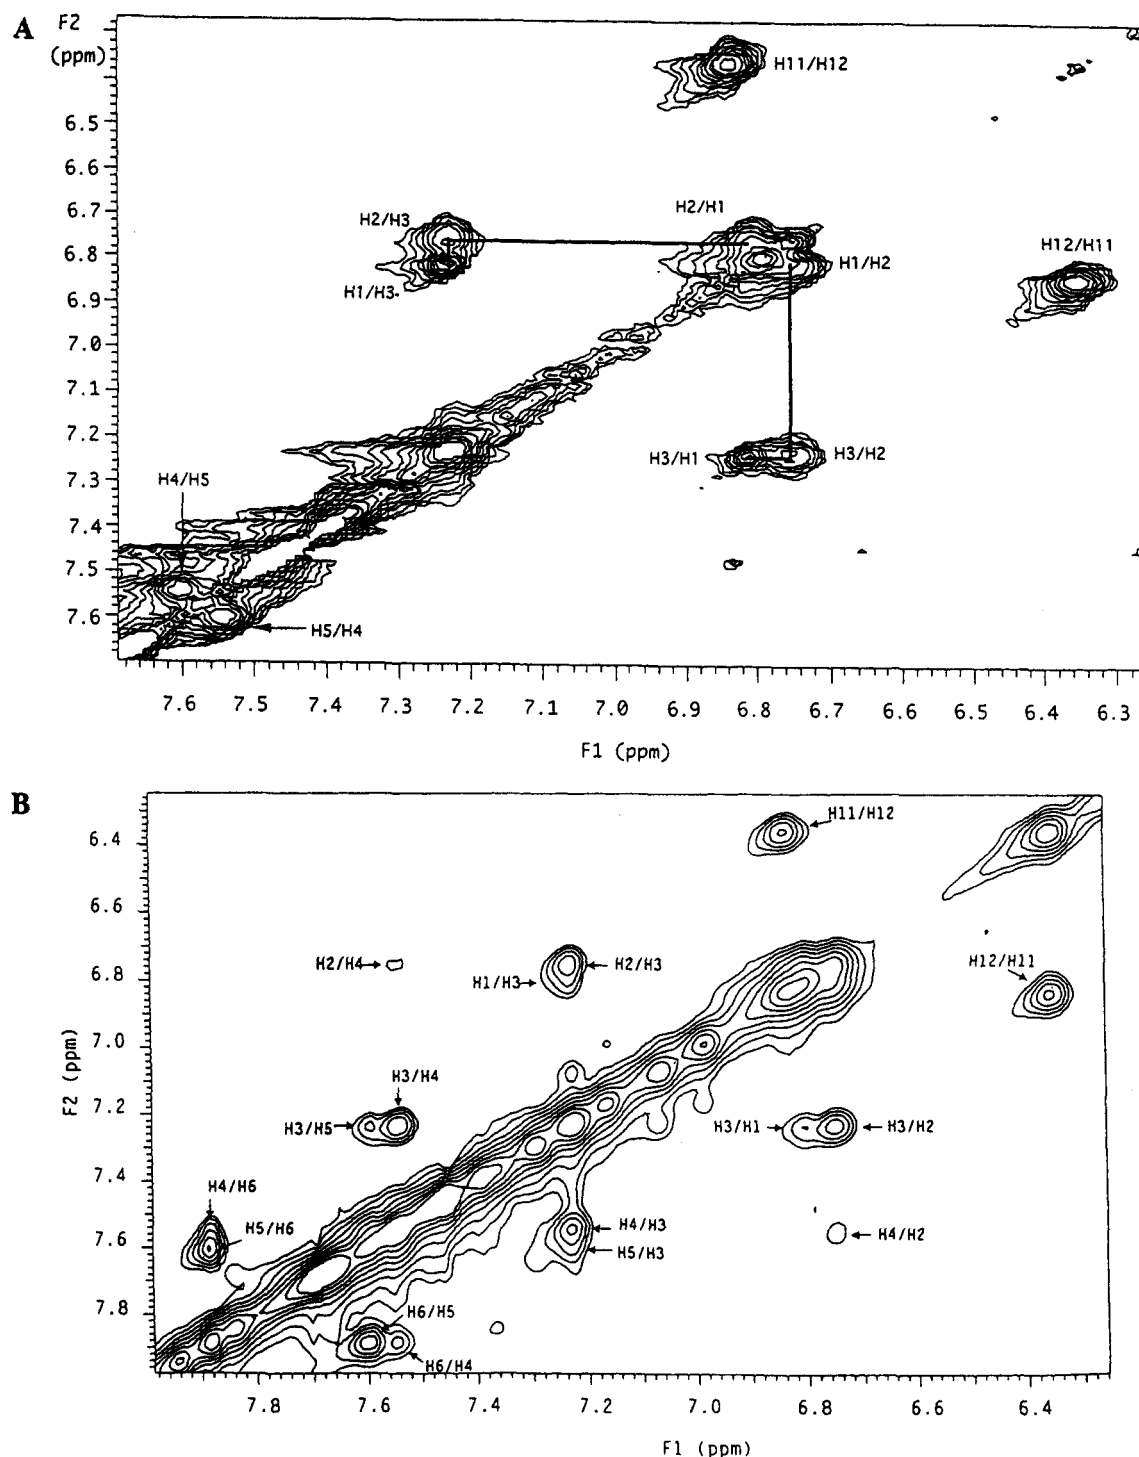 A
F2
(ppm)
H11/H12
6.5
6.6
6.7
H2/H3
H2/H1
H12/H11
6.8
H1/H2
H1/H3
6.9
7.0
7.1
7.2
H3/H1
H3/H2
7.3
H4/H5
7.4
7.5
7.6
H5/H4
7.6 7.5 7.4 7.3 7.2 7.1 7.0 6.9 6.8 6.7 6.6 6.5 6.4 6.3
F1 (ppm)
B
H11/H12
6.4
6.6
H2/H4
H2/H3
H12/H11
6.8
H1/H3
7.0
F2 (ppm)
H3/H4
7.2
H3/H5
H3/H1
H3/H2
7.4
H4/H6
H5/H6
H4/H3
H4/H2
7.6
H5/H3
7.8
H6/H5
H6/H4
7.8 7.6 7.4 7.2 7.0 6.8 6.6 6.4
F1 (ppm)